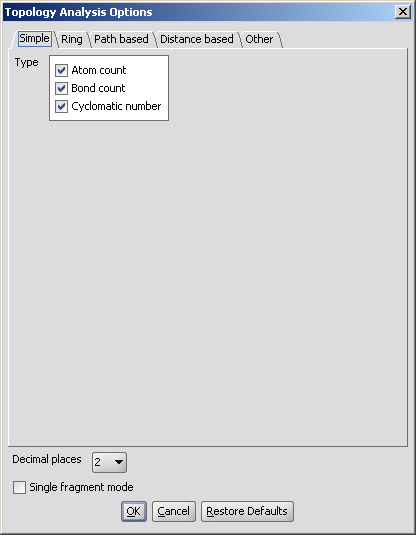 Topology Analysis Options
Simple Ring Path based Distance based Other
Type
Atom count
Bond count
Cyclomatic number
Decimal places 2
Single fragment mode
OK Cancel Restore Defaults